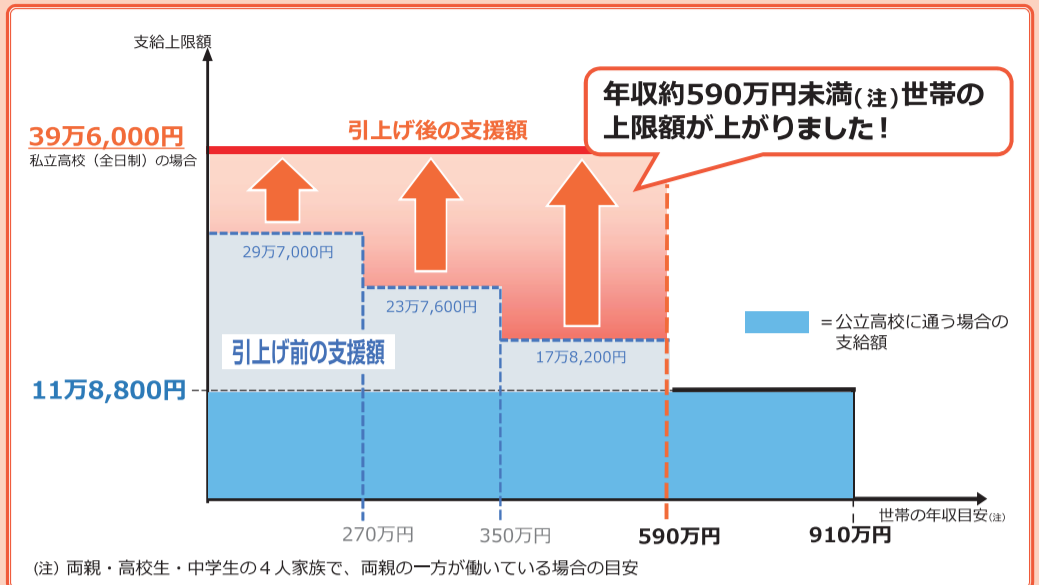 支給上限額
年収約590万円未満(注)世帯の
上限額が上がりました！
39万6,000円
私立高校（全日制）の場合
引上げ後の支援額
29万7,000円
23万7,600円
引上げ前の支援額
17万8,200円
＝公立高校に通う場合の
支給額
11万8,800円
270万円
350万円
590万円
910万円
世帯の年収目安(注)
（注）両親・高校生・中学生の４人家族で、両親の一方が働いている場合の目安